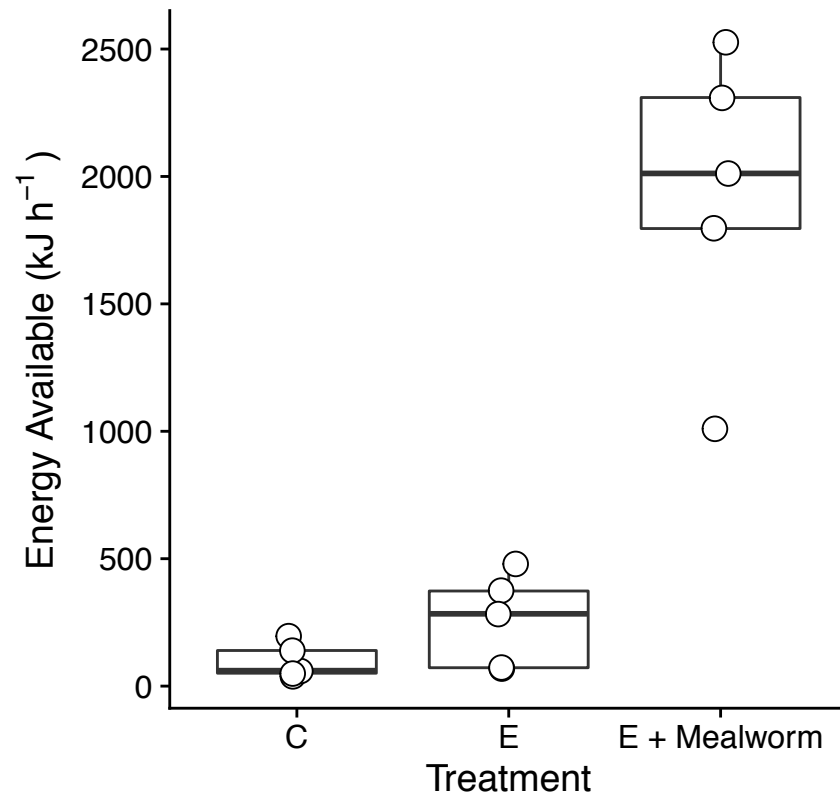 Energy Available (kJ h⁻¹ )
2500
2000
1500
1000
500
0
C E E + Mealworm
Treatment